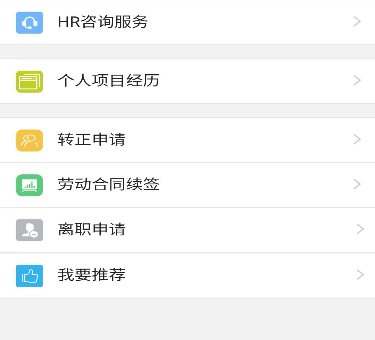 HR咨询服务
个人项目经历
转正申请
劳动合同续签
离职申请
我要推荐